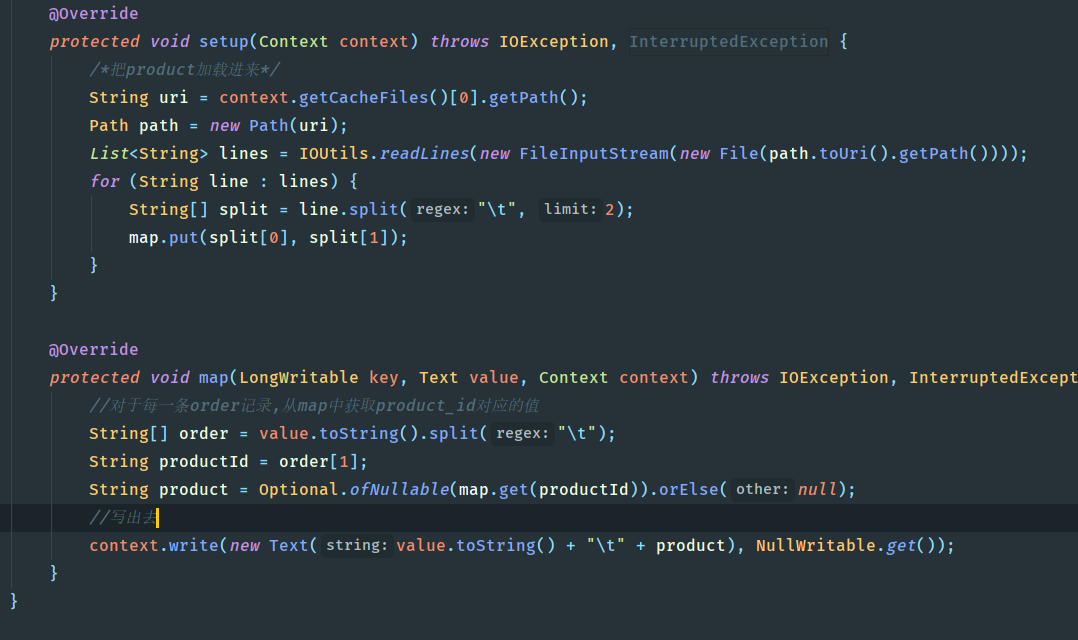 @Override
protected void setup(Context context) throws IOException, InterruptedException {
/*把product加载进来*/
String uri = context.getCacheFiles()[0].getPath();
Path path = new Path(uri);
List<String> lines = IOUtils.readLines(new FileInputStream(new File(path.toUri().getPath())));
for (String line : lines) {
String[] split = line.split( regex: "\t", limit: 2);
map.put(split[0], split[1]);
}
}
@Override
protected void map(LongWritable key, Text value, Context context) throws IOException, InterruptedExcept
//对于每一条order记录,从map中获取product_id对应的值
String[] order = value.toString().split( regex: "\t");
String productId = order[1];
String product = Optional.ofNullable(map.get(productId)).orElse( other: null);
//写出去
context.write(new Text( string: value.toString() + "\t" + product), NullWritable.get());
}
}